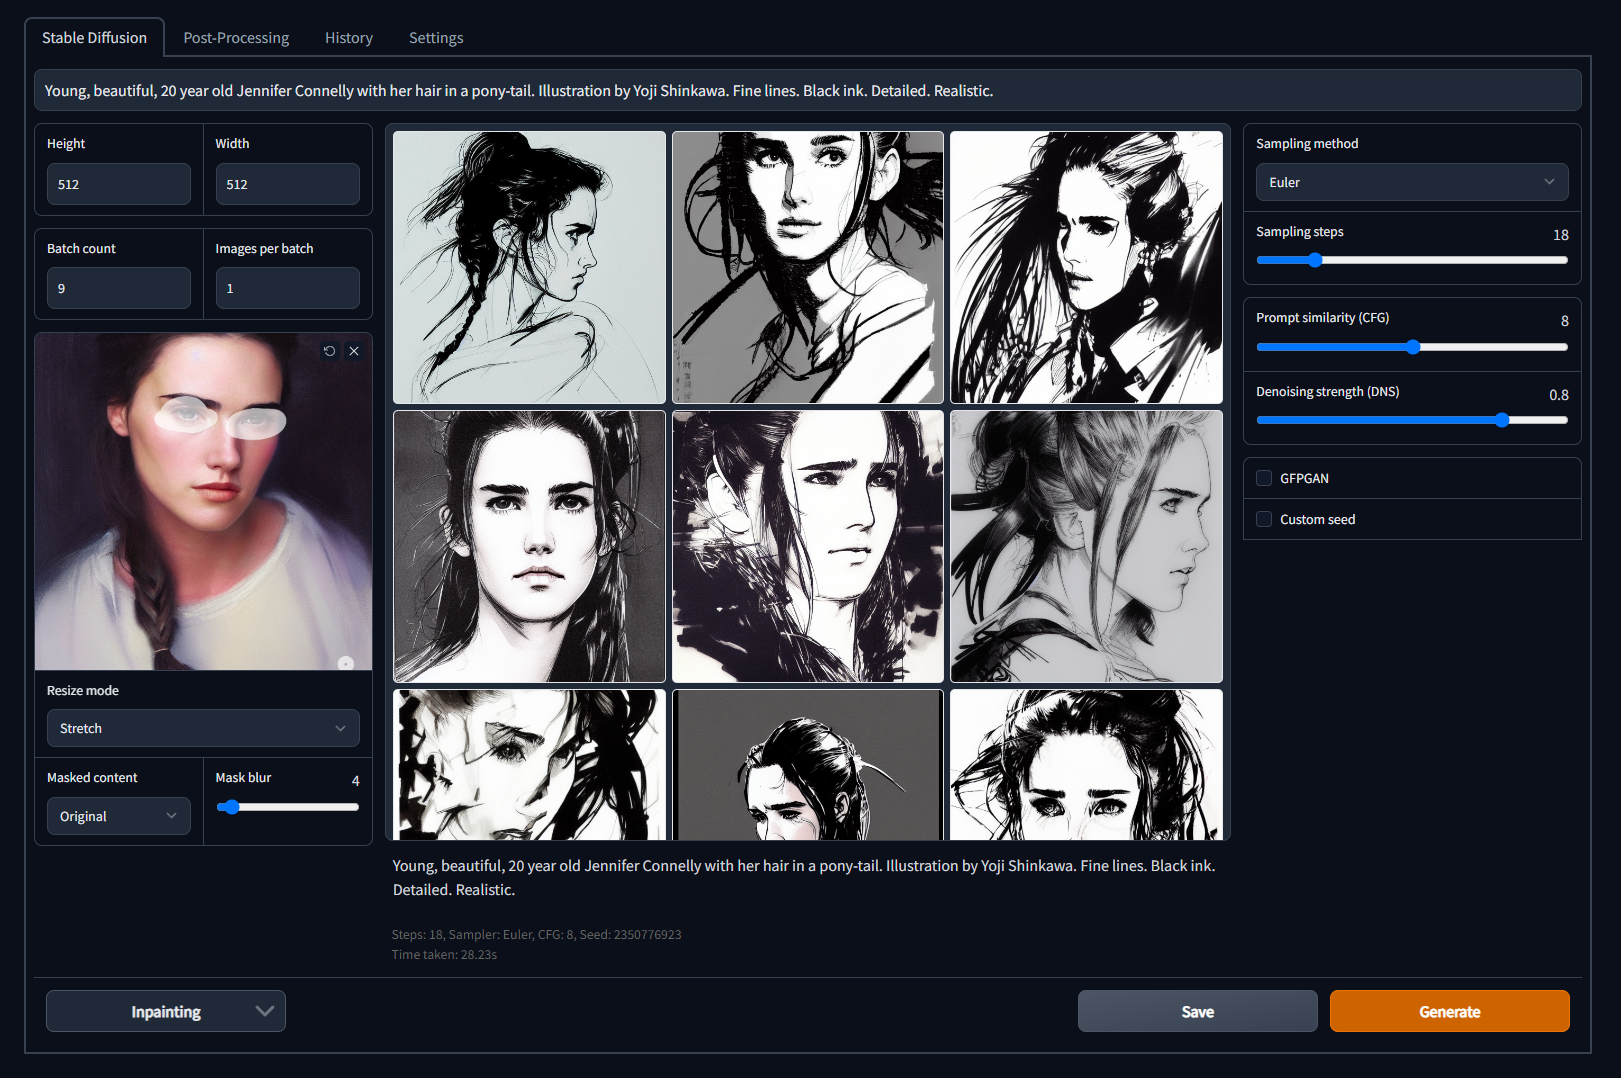 Stable Diffusion
Post-Processing
History
Settings
Young, beautiful, 20 year old Jennifer Connelly with her hair in a pony-tail. Illustration by Yoji Shinkawa. Fine lines. Black ink. Detailed. Realistic.
Height
Width
512
512
Batch count
Images per batch
9
1
Resize mode
Stretch
Masked content
Mask blur
4
Original
Young, beautiful, 20 year old Jennifer Connelly with her hair in a pony-tail. Illustration by Yoji Shinkawa. Fine lines. Black ink.
Detailed. Realistic.
Steps: 18, Sampler: Euler, CFG: 8, Seed: 2350776923
Time taken: 28.23s
Sampling method
Euler
Sampling steps
18
Prompt similarity (CFG)
8
Denoising strength (DNS)
0.8
GFPGAN
Custom seed
Inpainting
Save
Generate